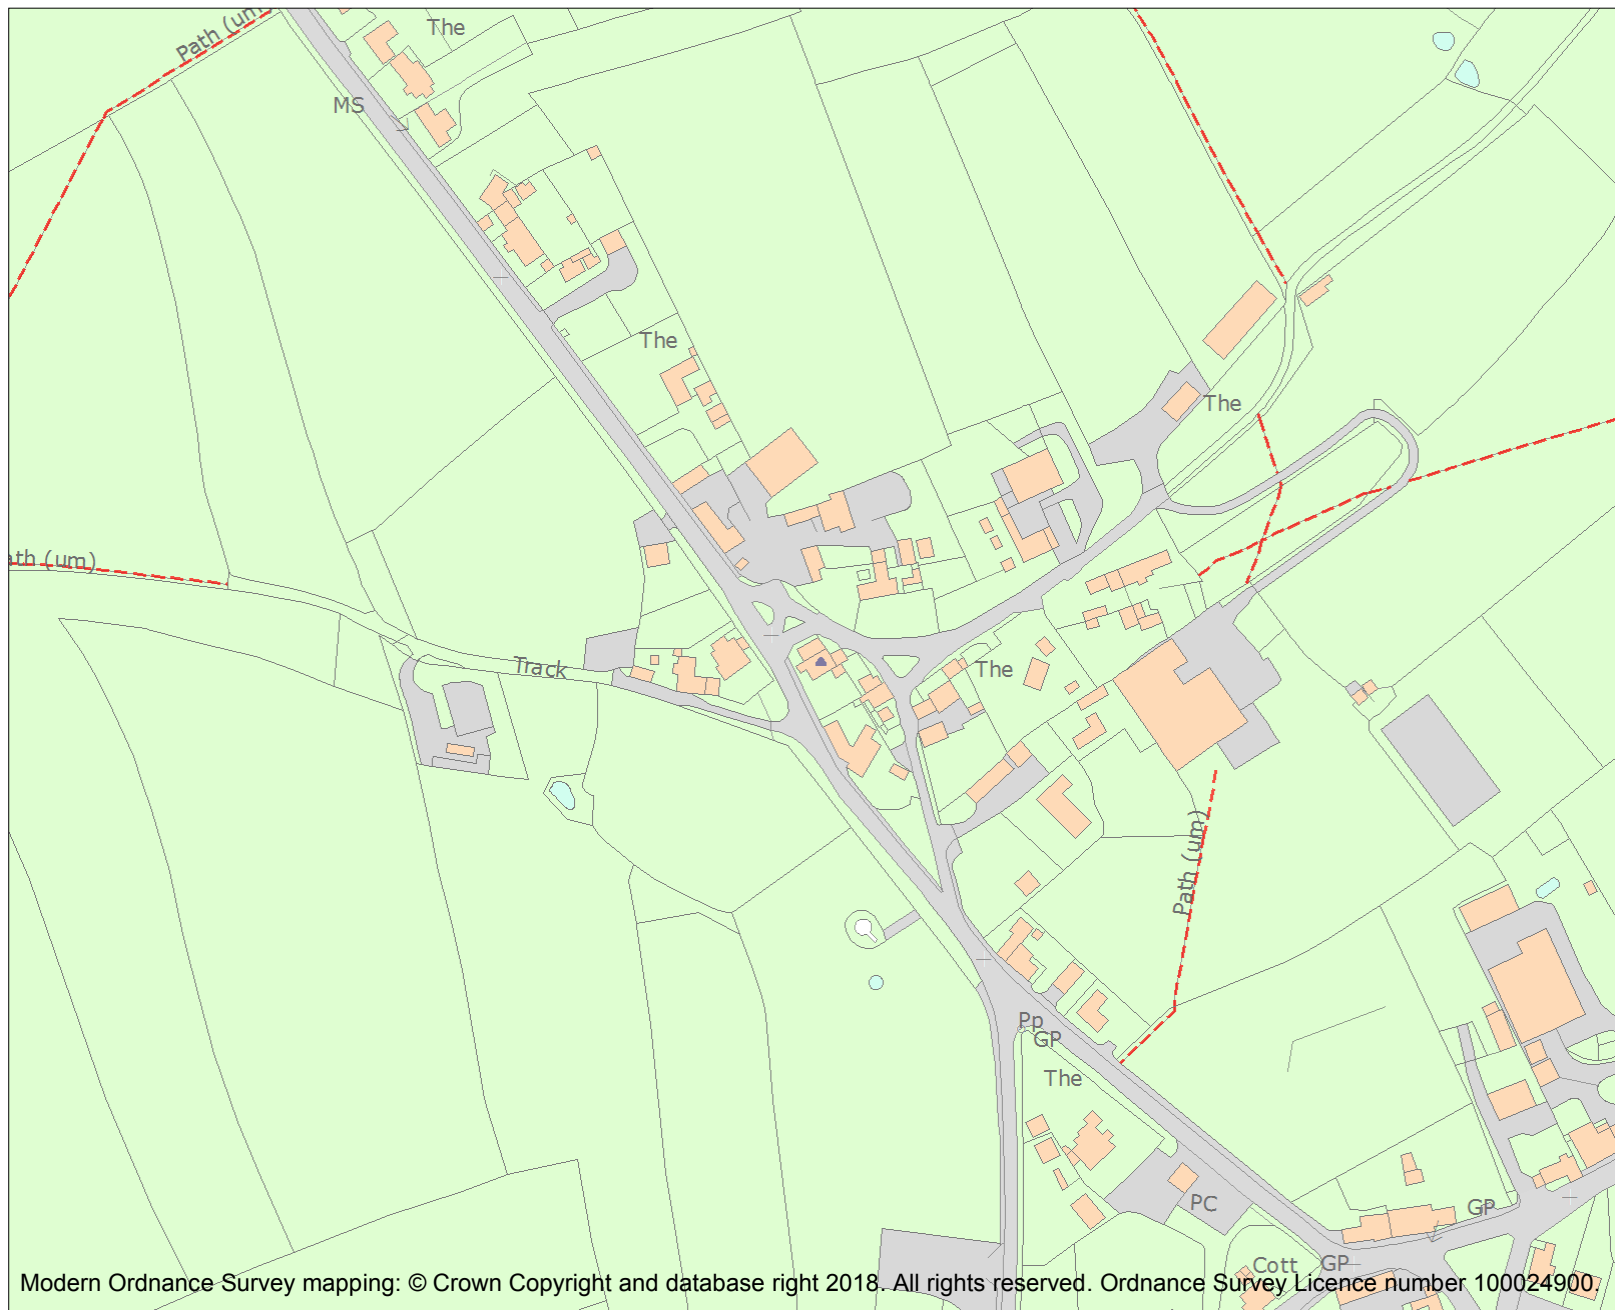 Path (um)
The
MS
The
The
ath (um)
Track
The
Path (um)
Pp
GP
The
PC
GP
Cott
GP
Modern Ordnance Survey mapping: © Crown Copyright and database right 2018. All rights reserved. Ordnance Survey Licence number 100024900.